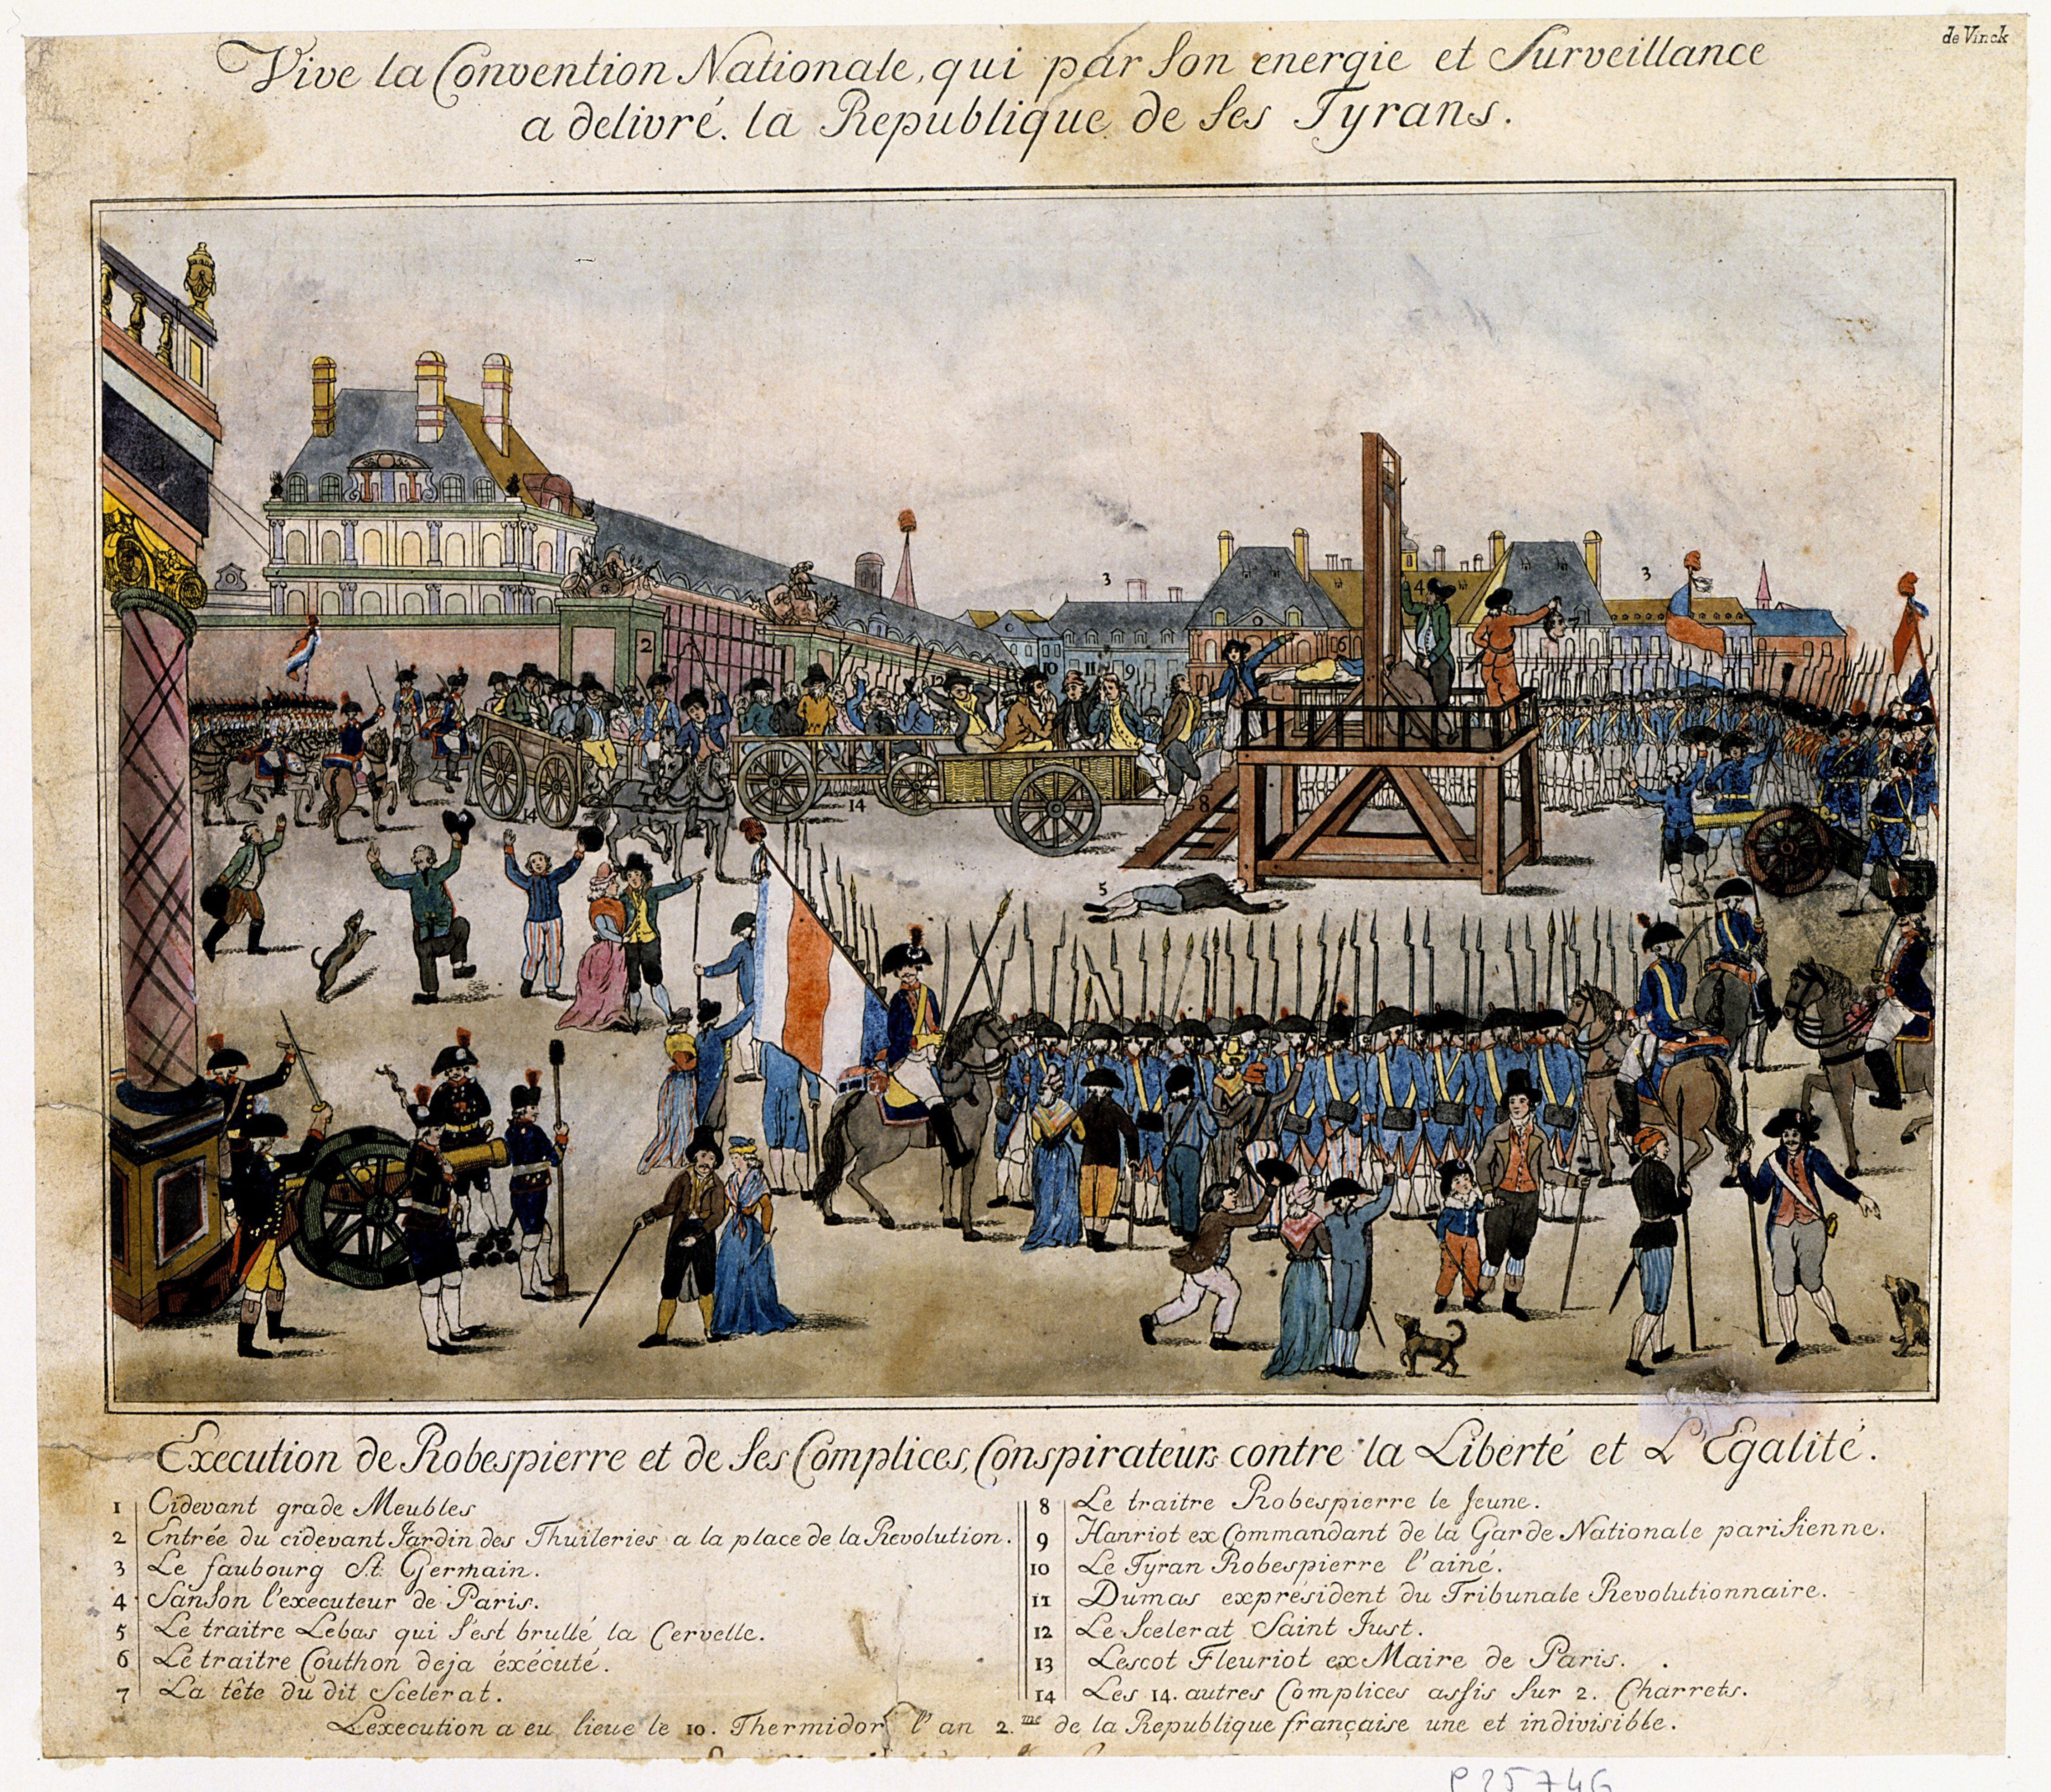 de Vinck
Vive la Convention Nationale, qui par son energie et Surveillance
a delivré. la Republique de ses Tyrans.
3
3
4
2
6
7
10
11
9
12
8
14
14
5
Execution de Robespierre et de ses Complices, Conspirateurs contre la Liberté et L'Egalité.
1 Cidevant grade Meubles
2 Entrée du cidevant Jardin des Thuileries a la place de la Revolution.
3 Le faubourg St. Germain.
4 Sanson l'executeur de Paris.
5 Le traitre Lebas qui s'est brullé la Cervelle.
6 Le traitre Couthon deja éxécuté.
7 La tête du dit Scelerat.
8 Le traitre Robespierre le Jeune.
9 Hanriot ex Commandant de la Garde Nationale parisienne.
10 Le Tyran Robespierre l'ainé.
11 Dumas exprésident du Tribunale Revolutionnaire.
12 Le Scelerat Saint Just.
13 Lescot Fleuriot ex Maire de Paris.
14 Les 14. autres Complices assis sur 2. Charrets.
L'execution a eu lieue le 10. Thermidor l'an 2.me de la Republique française une et indivisible.
P25746